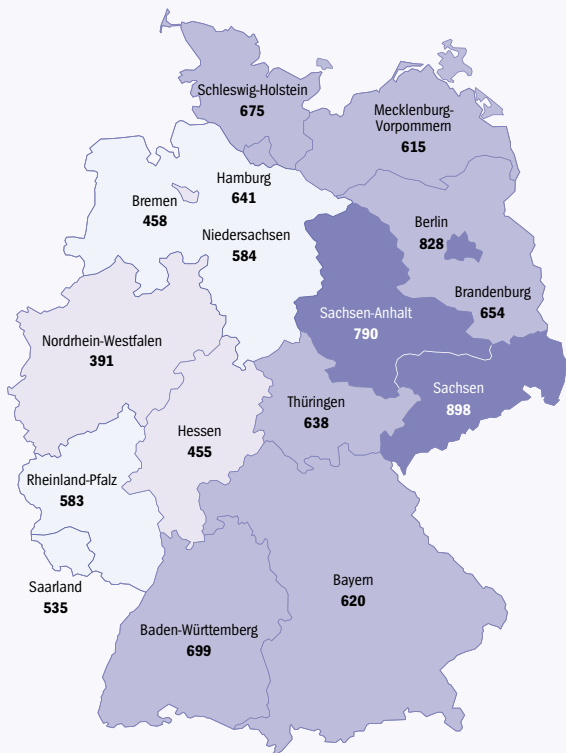 Schleswig-Holstein
675
Mecklenburg-
Vorpommern
615
Hamburg
641
Bremen
458
Niedersachsen
584
Berlin
828
Brandenburg
654
Sachsen-Anhalt
790
Nordrhein-Westfalen
391
Sachsen
898
Thüringen
638
Hessen
455
Rheinland-Pfalz
583
Saarland
535
Bayern
620
Baden-Württemberg
699